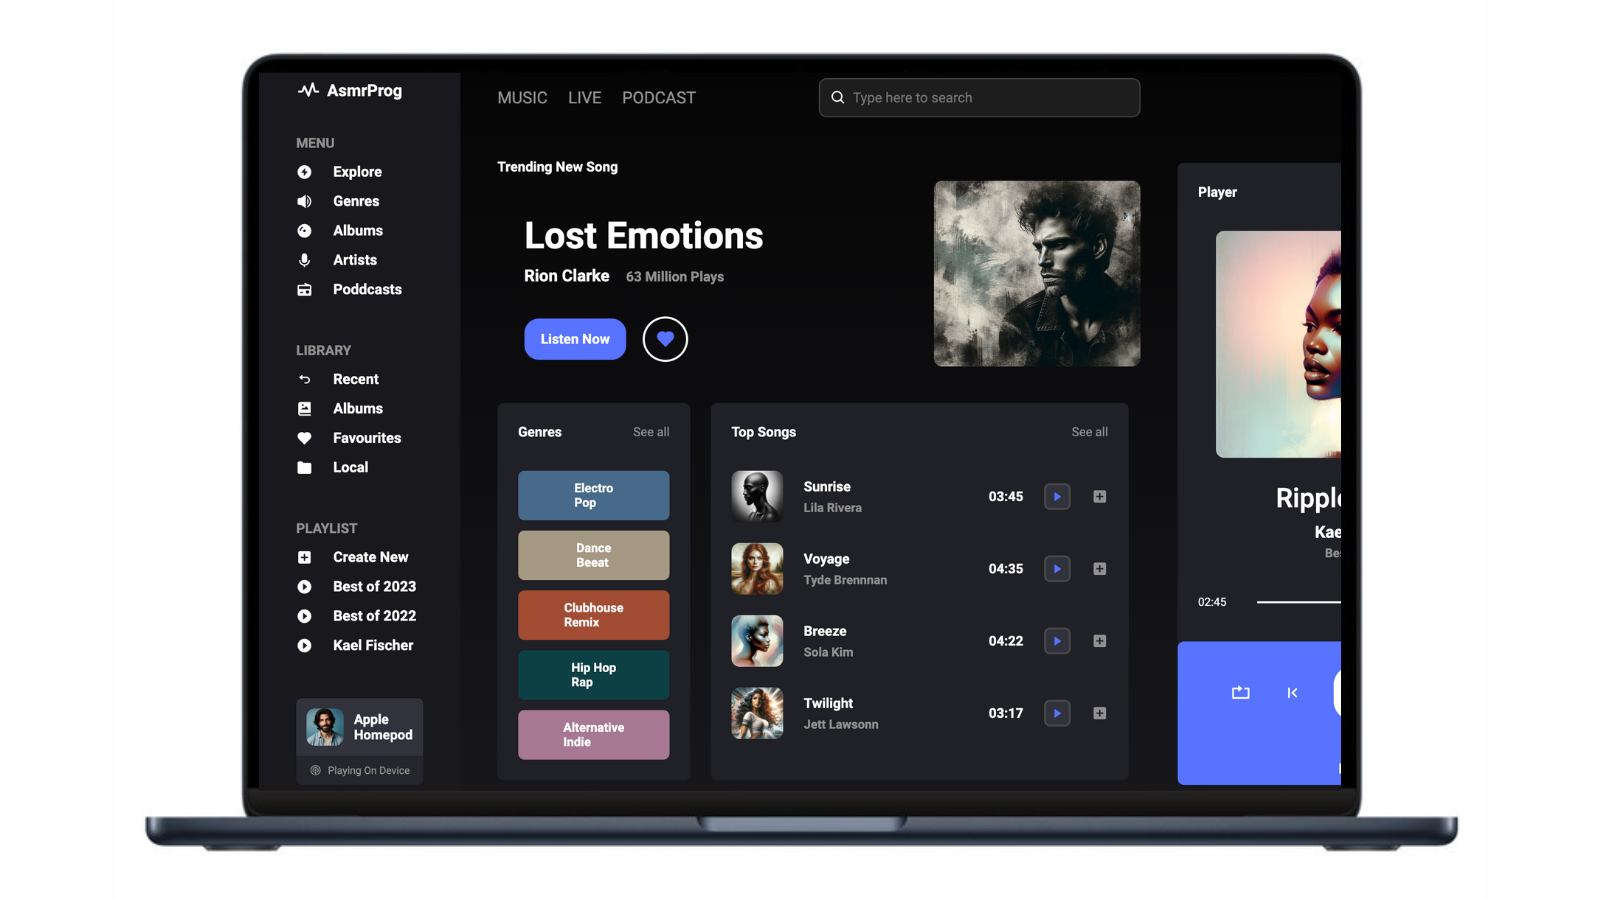 AsmrProg
MENU
Explore
Genres
Albums
Artists
Poddcasts
LIBRARY
Recent
Albums
Favourites
Local
PLAYLIST
Create New
Best of 2023
Best of 2022
Kael Fischer
Apple
Homepod
Playing On Device
MUSIC LIVE PODCAST
Type here to search
Trending New Song
Lost Emotions
Rion Clarke 63 Million Plays
Listen Now
Genres See all
Electro
Pop
Dance
Beeat
Clubhouse
Remix
Hip Hop
Rap
Alternative
Indie
Top Songs See all
Sunrise
Lila Rivera
03:45
Voyage
Tyde Brennnan
04:35
Breeze
Sola Kim
04:22
Twilight
Jett Lawsonn
03:17
Player
Kae
02:45